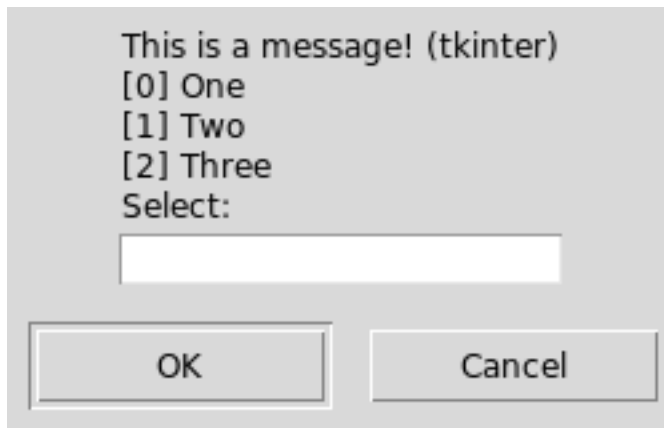 This is a message! (tkinter)
[0] One
[1] Two
[2] Three
Select:
OK
Cancel